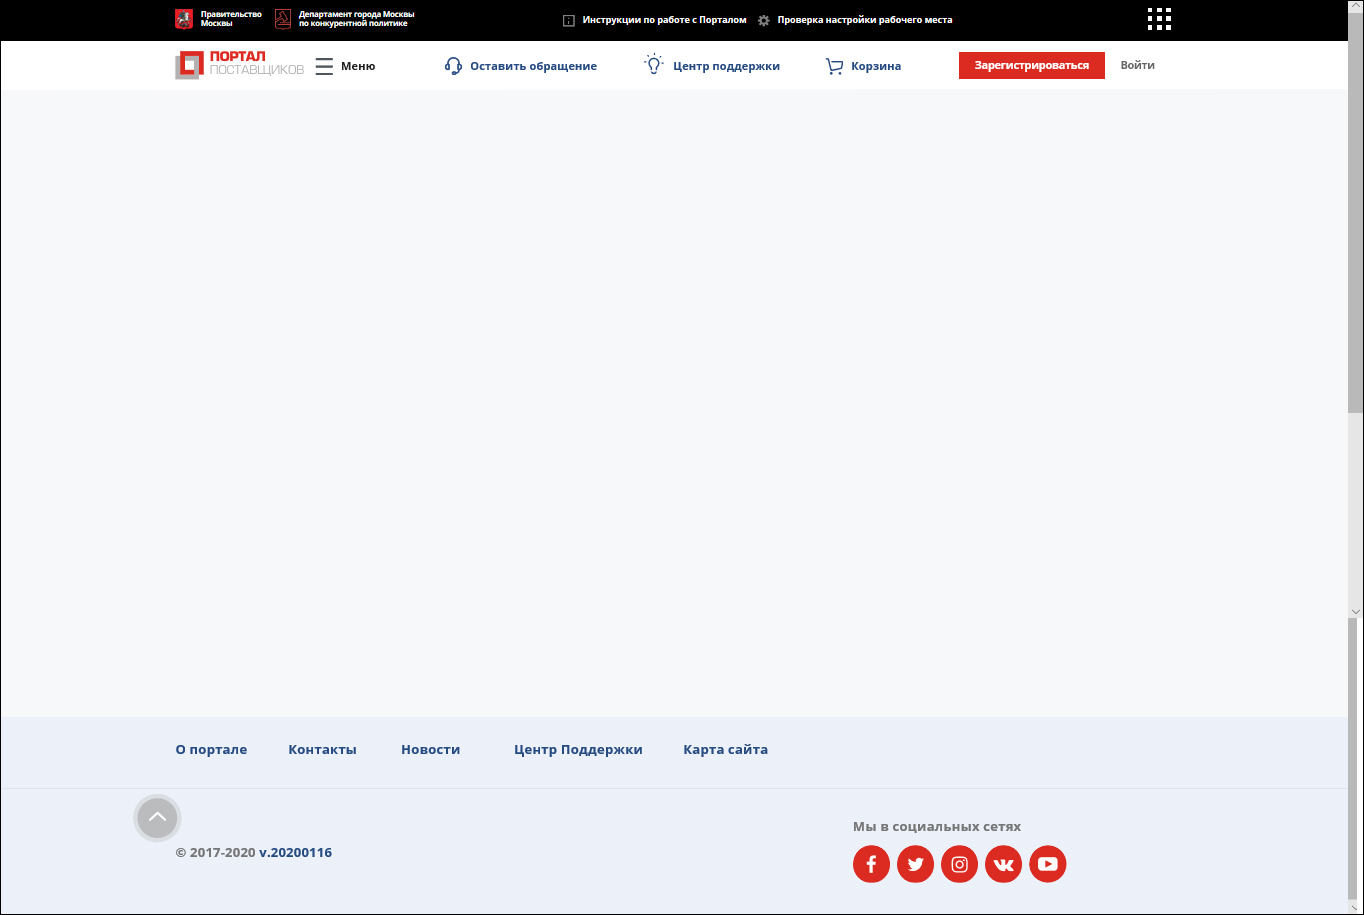 Правительство
Москвы
Департамент города Москвы
по конкурентной политике
Инструкции по работе с Порталом
Проверка настройки рабочего места
ПОРТАЛ
ПОСТАВЩИКОВ
Меню
Оставить обращение
Центр поддержки
Корзина
Зарегистрироваться
Войти
О портале
Контакты
Новости
Центр Поддержки
Карта сайта
Мы в социальных сетях
© 2017-2020 v.20200116